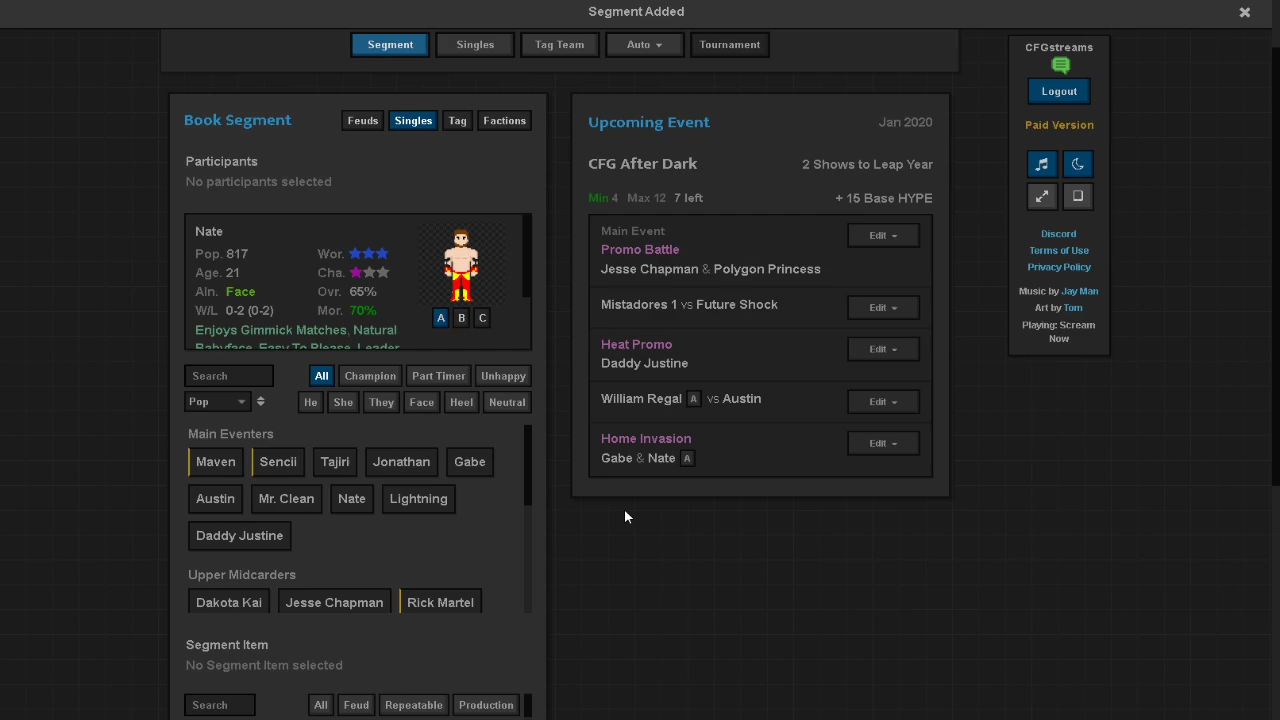 Segment Added
Segment Singles Tag Team Auto Tournament
CFGstreams
Logout
Paid Version
Discord
Terms of Use
Privacy Policy
Music by Jay Man
Art by Tom
Playing: Scream
Now
Book Segment Feuds Singles Tag Factions
Participants
No participants selected
Nate
Pop. 817 Wor.
Age. 21 Cha.
Aln. Face Ovr. 65%
W/L 0-2 (0-2) Mor. 70%
A B C
Enjoys Gimmick Matches, Natural
Babyface, Easy To Please, Leader
Search All Champion Part Timer Unhappy
Pop He She They Face Heel Neutral
Main Eventers
Maven Sencii Tajiri Jonathan Gabe
Austin Mr. Clean Nate Lightning
Daddy Justine
Upper Midcarders
Dakota Kai Jesse Chapman Rick Martel
Segment Item
No Segment Item selected
Search All Feud Repeatable Production
Upcoming Event Jan 2020
CFG After Dark 2 Shows to Leap Year
Min 4 Max 12 7 left + 15 Base HYPE
Main Event Edit
Promo Battle
Jesse Chapman & Polygon Princess
Mistadores 1 vs Future Shock Edit
Heat Promo Edit
Daddy Justine
William Regal A vs Austin Edit
Home Invasion Edit
Gabe & Nate A